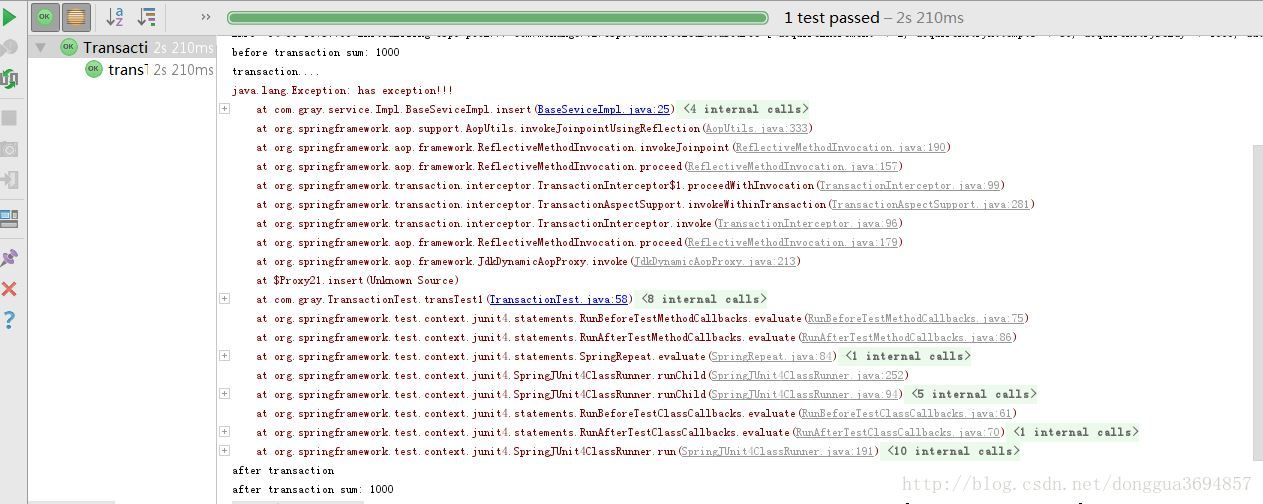 1 test passed – 2s 210ms
OK Transacti 2s 210ms
OK transT 2s 210ms
before transaction sum: 1000
transaction....
java.lang.Exception: has exception!!!
at com.gray.service.Impl.BaseSeviceImpl.insert(BaseSeviceImpl.java:25) <4 internal calls>
at org.springframework.aop.support.AopUtils.invokeJoinpointUsingReflection(AopUtils.java:333)
at org.springframework.aop.framework.ReflectiveMethodInvocation.invokeJoinpoint(ReflectiveMethodInvocation.java:190)
at org.springframework.aop.framework.ReflectiveMethodInvocation.proceed(ReflectiveMethodInvocation.java:157)
at org.springframework.transaction.interceptor.TransactionInterceptor$1.proceedWithInvocation(TransactionInterceptor.java:99)
at org.springframework.transaction.interceptor.TransactionAspectSupport.invokeWithinTransaction(TransactionAspectSupport.java:281)
at org.springframework.transaction.interceptor.TransactionInterceptor.invoke(TransactionInterceptor.java:96)
at org.springframework.aop.framework.ReflectiveMethodInvocation.proceed(ReflectiveMethodInvocation.java:179)
at org.springframework.aop.framework.JdkDynamicAopProxy.invoke(JdkDynamicAopProxy.java:213)
at $Proxy21.insert(Unknown Source)
at com.gray.TransactionTest.transTest1(TransactionTest.java:58) <8 internal calls>
at org.springframework.test.context.junit4.statements.RunBeforeTestMethodCallbacks.evaluate(RunBeforeTestMethodCallbacks.java:75)
at org.springframework.test.context.junit4.statements.RunAfterTestMethodCallbacks.evaluate(RunAfterTestMethodCallbacks.java:86)
at org.springframework.test.context.junit4.statements.SpringRepeat.evaluate(SpringRepeat.java:84) <1 internal calls>
at org.springframework.test.context.junit4.SpringJUnit4ClassRunner.runChild(SpringJUnit4ClassRunner.java:252)
at org.springframework.test.context.junit4.SpringJUnit4ClassRunner.runChild(SpringJUnit4ClassRunner.java:94) <5 internal calls>
at org.springframework.test.context.junit4.statements.RunBeforeTestClassCallbacks.evaluate(RunBeforeTestClassCallbacks.java:61)
at org.springframework.test.context.junit4.statements.RunAfterTestClassCallbacks.evaluate(RunAfterTestClassCallbacks.java:70) <1 internal calls>
at org.springframework.test.context.junit4.SpringJUnit4ClassRunner.run(SpringJUnit4ClassRunner.java:191) <10 internal calls>
after transaction
after transaction sum: 1000
http://blog.csdn.net/donggua3694857